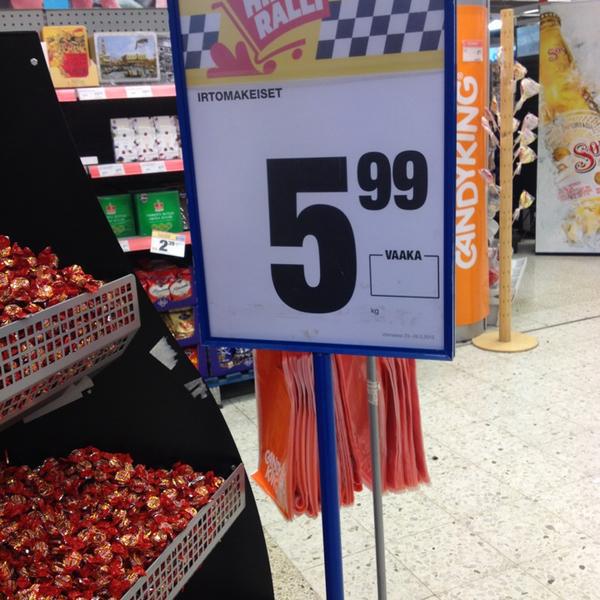 RALLI
IRTOMAKEISET
5 99
VAAKA
kg
CANDYKING
2